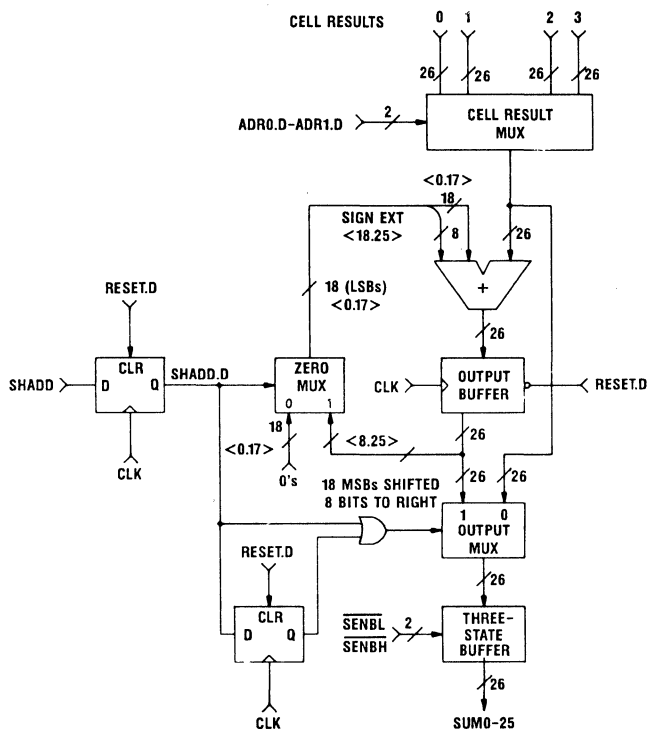 CELL RESULTS
0 1 2 3
26 26 26 26
ADR0.D-ADR1.D
2
CELL RESULT
MUX
<0.17>
18
SIGN EXT
<18.25>
8
26
18 (LSBs)
<0.17>
+
26
RESET.D
SHADD
CLR
D Q
SHADD.D
CLK
ZERO
MUX
0 1
CLK
OUTPUT
BUFFER
RESET.D
18
<0.17>
0's
<8.25>
26
26 26
18 MSBs SHIFTED
8 BITS TO RIGHT
1 0
OUTPUT
MUX
26
RESET.D
CLR
D Q
CLK
SENBL
SENBH
2
THREE-
STATE
BUFFER
26
SUM0-25